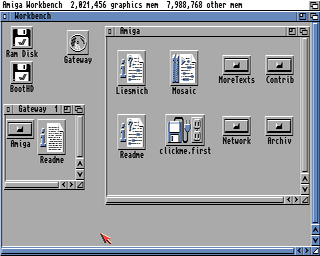 Amiga Workbench 2,021,456 graphics mem 7,988,768 other mem
Workbench
Ram Disk
Gateway
BootHD
Amiga
Liesmich
Mosaic
MoreTexts
Contrib
Readme
clickme.first
Network
Archiv
Gateway 1
Amiga
Readme